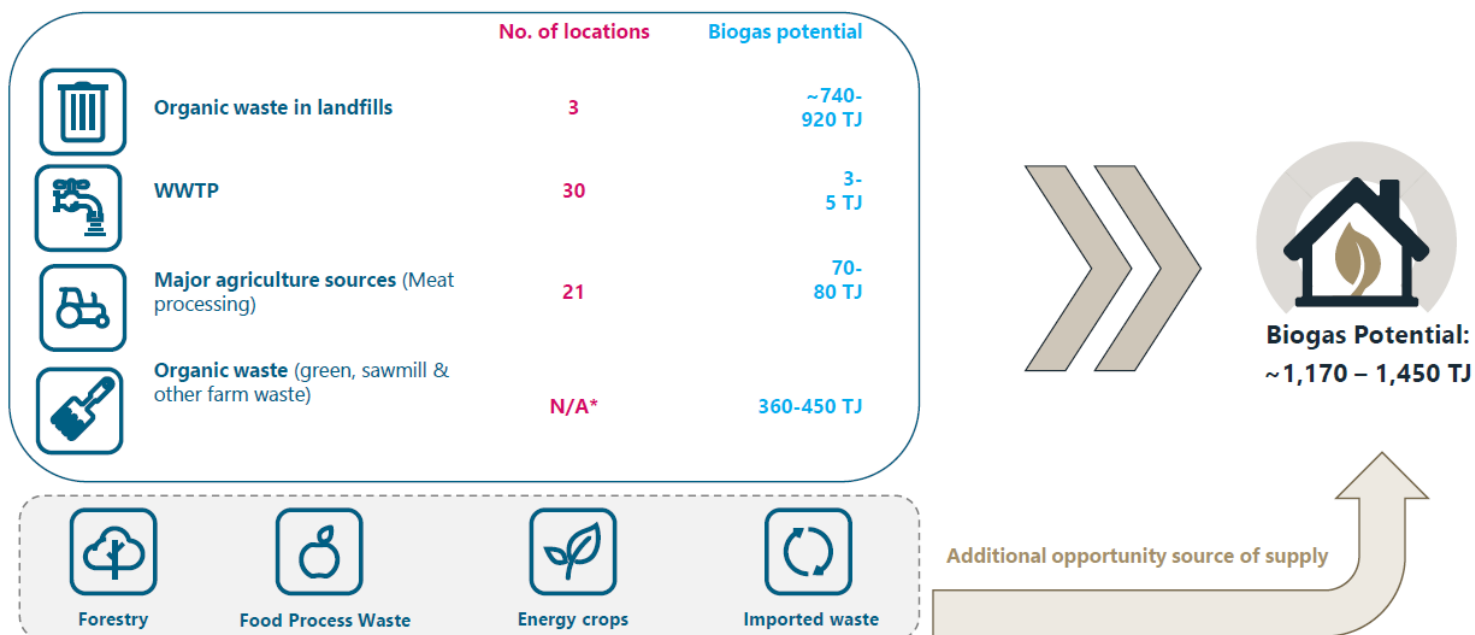 No. of locations
Biogas potential
Organic waste in landfills
3
~740-
920 TJ
WWTP
30
3-
5 TJ
Major agriculture sources (Meat
processing)
21
70-
80 TJ
Organic waste (green, sawmill &
other farm waste)
N/A*
360-450 TJ
Biogas Potential:
~1,170 – 1,450 TJ
Additional opportunity source of supply
Forestry
Food Process Waste
Energy crops
Imported waste